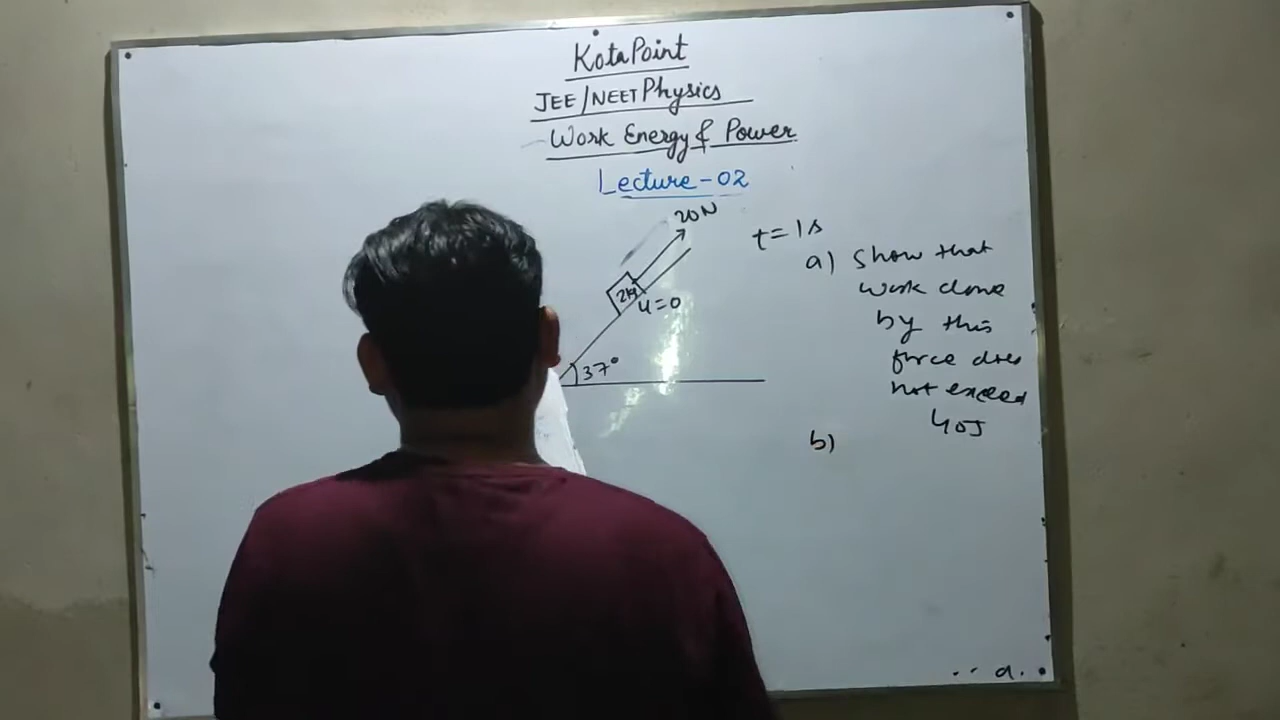 KotaPoint
JEE/NEET Physics
Work Energy & Power
Lecture-02
20N
t=1s
2kg
u=0
37°
a) Show that
work done
by this
force does
not exceed
40J
b)